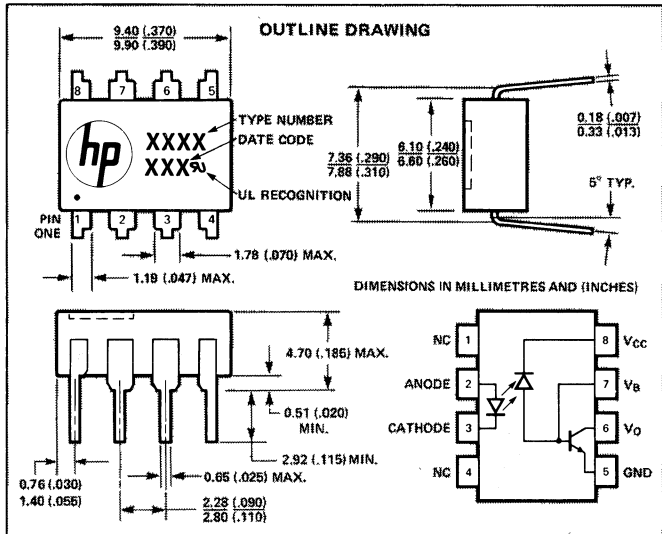 OUTLINE DRAWING
9.40 (.370)
9.90 (.390)
8 7 6 5
hp
XXXX
XXX
TYPE NUMBER
DATE CODE
UL RECOGNITION
PIN
ONE
1 2 3 4
1.78 (.070) MAX.
1.19 (.047) MAX.
7.36 (.290)
7.88 (.310)
6.10 (.240)
6.60 (.260)
0.18 (.007)
0.33 (.013)
5° TYP.
DIMENSIONS IN MILLIMETRES AND (INCHES)
4.70 (.185) MAX.
0.51 (.020)
MIN.
2.92 (.115) MIN.
0.76 (.030)
1.40 (.055)
0.65 (.025) MAX.
2.28 (.090)
2.80 (.110)
NC 1
ANODE 2
CATHODE 3
NC 4
8 VCC
7 VB
6 VO
5 GND